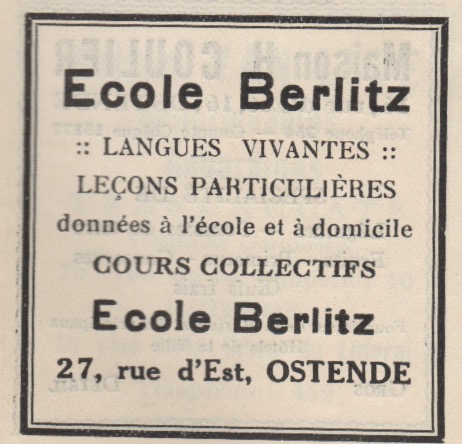 Ecole Berlitz
:: LANGUES VIVANTES ::
LEÇONS PARTICULIÈRES
données à l'école et à domicile
COURS COLLECTIFS
Ecole Berlitz
27, rue d'Est, OSTENDE